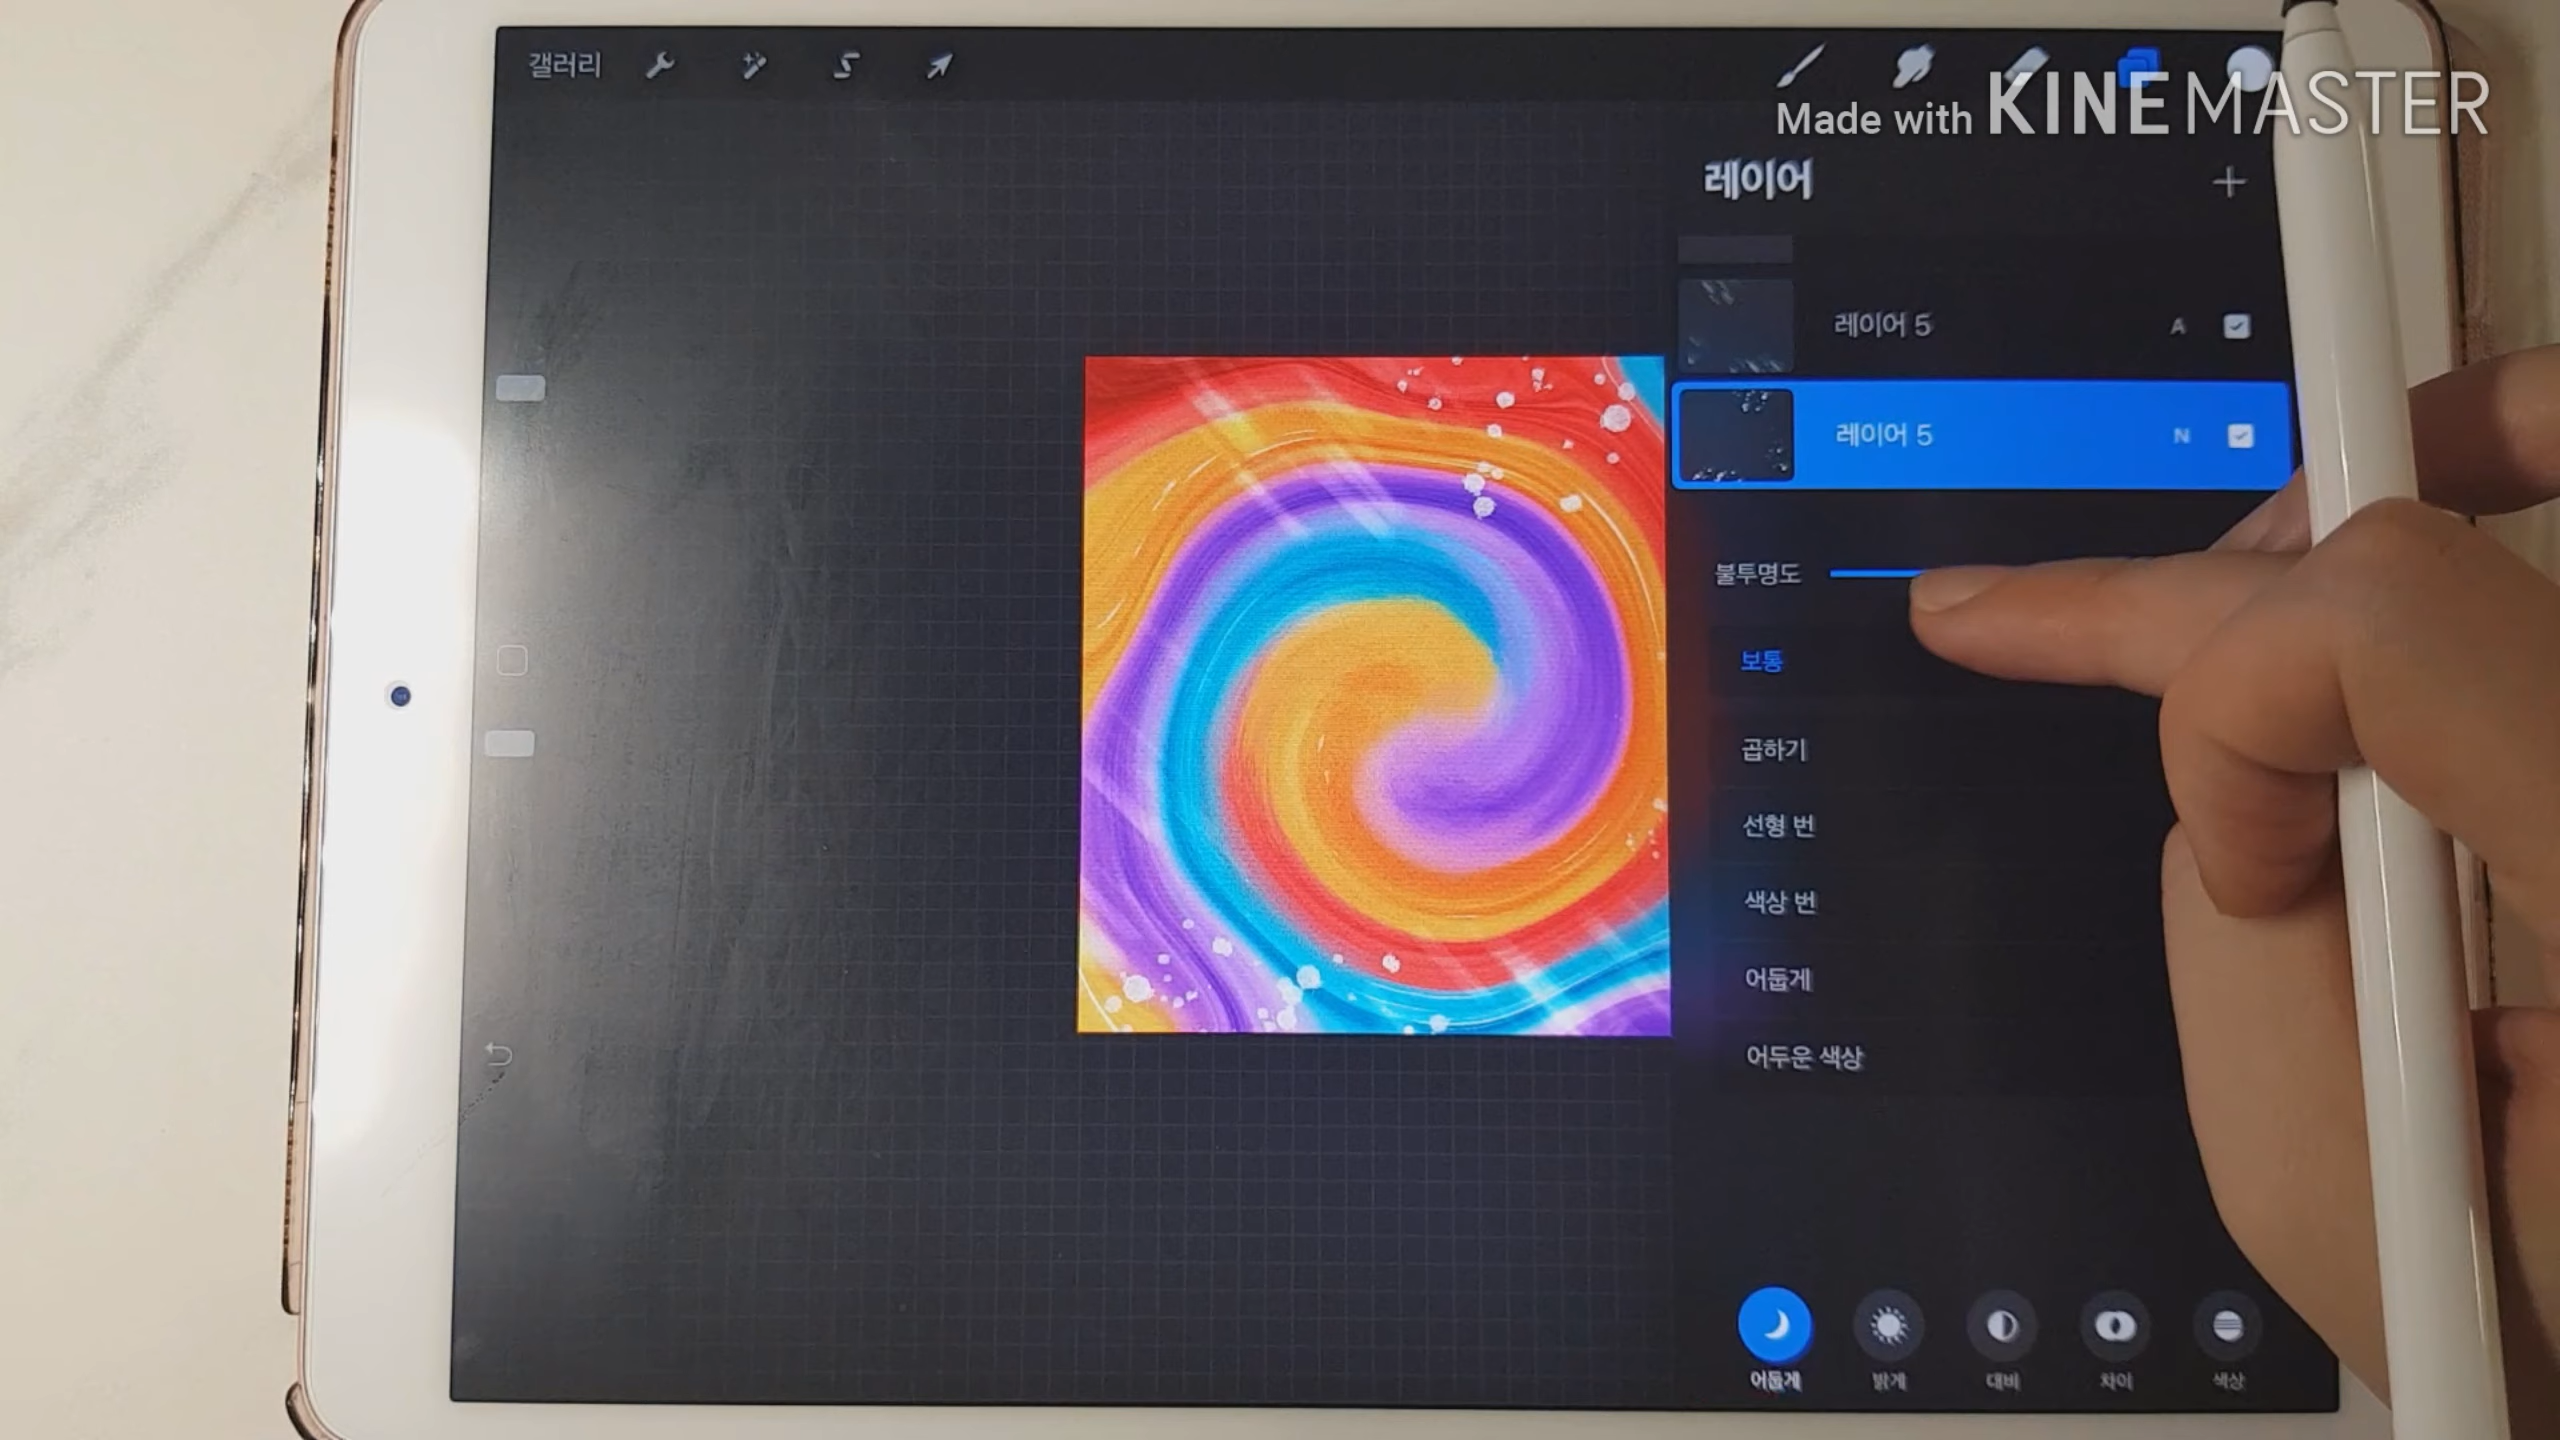 갤러리
Made with KINEMASTER
레이어
레이어 5 A
레이어 5 N
불투명도
보통
곱하기
선형 번
색상 번
어둡게
어두운 색상
어둡게 밝게 대비 차이 색상